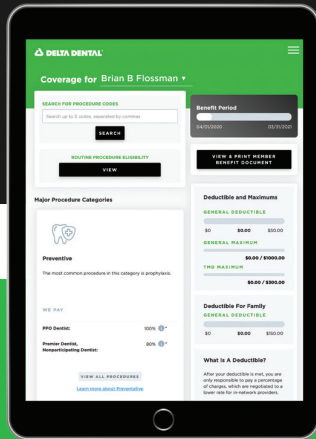 DELTA DENTAL
Coverage for Brian B Flossman
SEARCH FOR PROCEDURE CODES
Search up to 5 codes, separated by commas
SEARCH
ROUTINE PROCEDURE ELIGIBILITY
VIEW
Benefit Period
04/01/2021
03/31/2021
VIEW & PRINT MEMBER
BENEFIT DOCUMENT
Major Procedure Categories
Preventive
The most common procedure in this category is prophylaxis.
WE PAY
PPO Dentist: 100% *
Premier Dentist,
Nonparticipating Dentist: 80% *
VIEW ALL PROCEDURES
Learn more about Preventive
Deductible and Maximums
GENERAL DEDUCTIBLE
$0 $0.00 $50.00
GENERAL MAXIMUM
$0.00 / $1000.00
TMD MAXIMUM
$0.00 / $300.00
Deductible For Family
GENERAL DEDUCTIBLE
$0 $0.00 $150.00
What Is A Deductible?
After your deductible is met, you are
only responsible to pay a percentage
of charges, which are negotiated to a
lower rate for in-network providers.